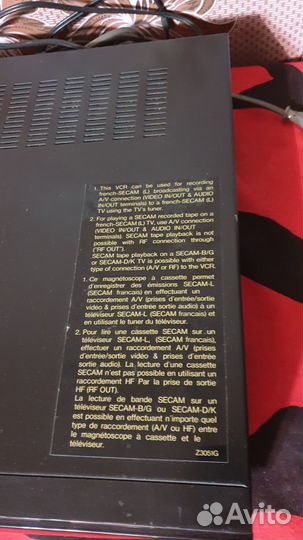 1. This VCR can be used for recording
french-SECAM (L) broadcasting via an
A/V connection (VIDEO IN/OUT & AUDIO
IN/OUT terminals) to a french-SECAM (L)
TV using the TV's tuner.
2. For playing a SECAM recorded tape on a
french-SECAM (L) TV, use A/V connection
(VIDEO IN/OUT & AUDIO IN/OUT
terminals). SECAM tape playback is not
possible with RF connection through
("RF OUT").
SECAM tape playback on a SECAM-B/G
or SECAM-D/K TV is possible with either
type of connection (A/V or RF) to the VCR.
1. Ce magnétoscope à cassette permet
d'enregistrer des émissions SECAM-L
(SECAM francais) en effectuant un
raccordement A/V (prises d'entrée/sortie
vidéo & prises d'entrée sortie audio) à un
téléviseur SECAM-L (SECAM francais) et
en utilisant le tuner du téléviseur.
2. Pour liré une cassette SECAM sur un
téléviseur SECAM-L, (SECAM francais),
effectuer un raccordement A/V (prises
d'entrée/sortie vidéo & prises d'entrée
sortie audio). La lecture d'une cassette
SECAM n'est pas possible en utilisant un
raccordement HF Par la prise de sortie
HF (RF OUT).
La lecture de bande SECAM sur un
téléviseur SECAM-B/G OU SECAM-D/K
est possible en effectuant n'importe quel
type de raccordement (A/V ou HF) entre
le magnétoscope à cassette et le
téléviseur.
Z3051G
Avito